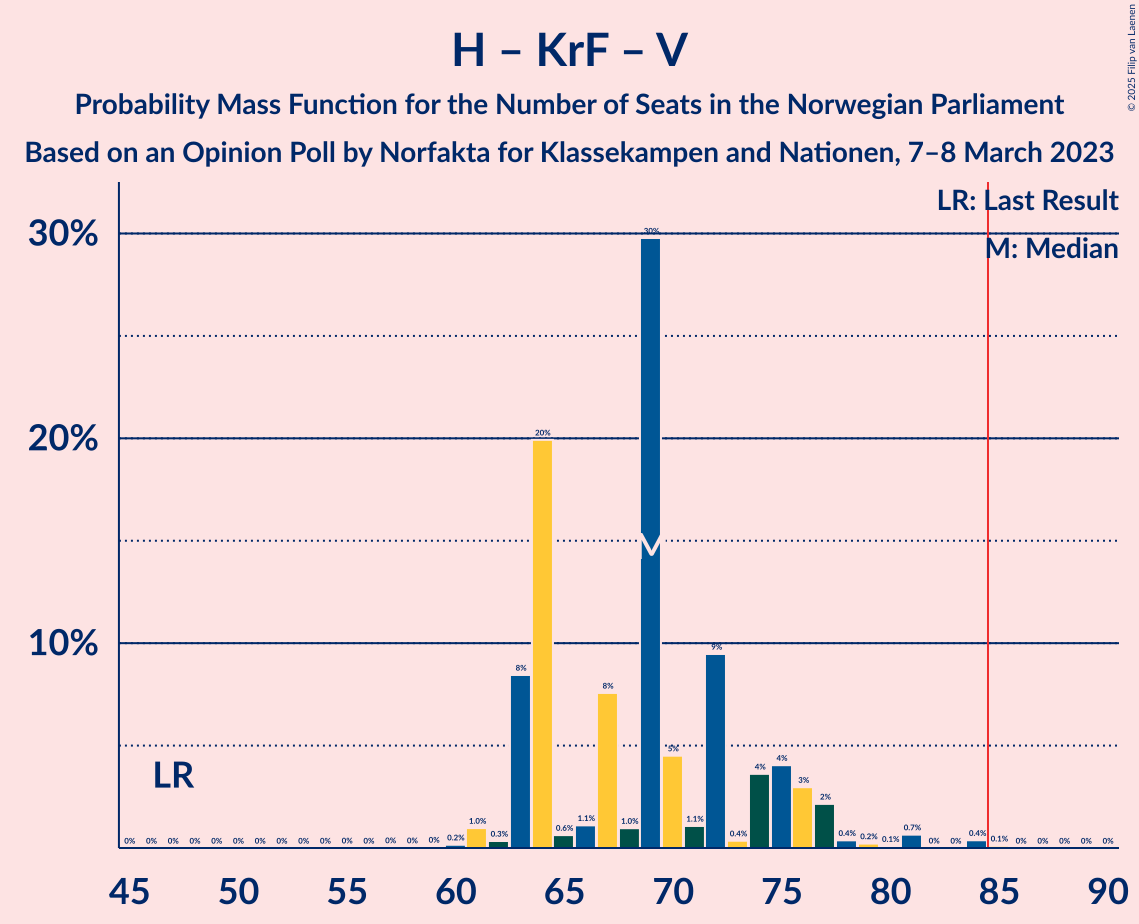 H – KrF – V
Probability Mass Function for the Number of Seats in the Norwegian Parliament
Based on an Opinion Poll by Norfakta for Klassekampen and Nationen, 7–8 March 2023
© 2025 Filip van Laenen
LR: Last Result
M: Median
30%
20%
10%
LR
M
0% 0% 0% 0% 0% 0% 0% 0% 0% 0% 0% 0% 0% 0% 0% 0.2% 1.0% 0.3% 8% 20% 0.6% 1.1% 8% 1.0% 30% 5% 1.1% 9% 0.4% 4% 4% 3% 2% 0.4% 0.2% 0.1% 0.7% 0% 0% 0.4% 0.1% 0% 0% 0% 0% 0%
45 50 55 60 65 70 75 80 85 90